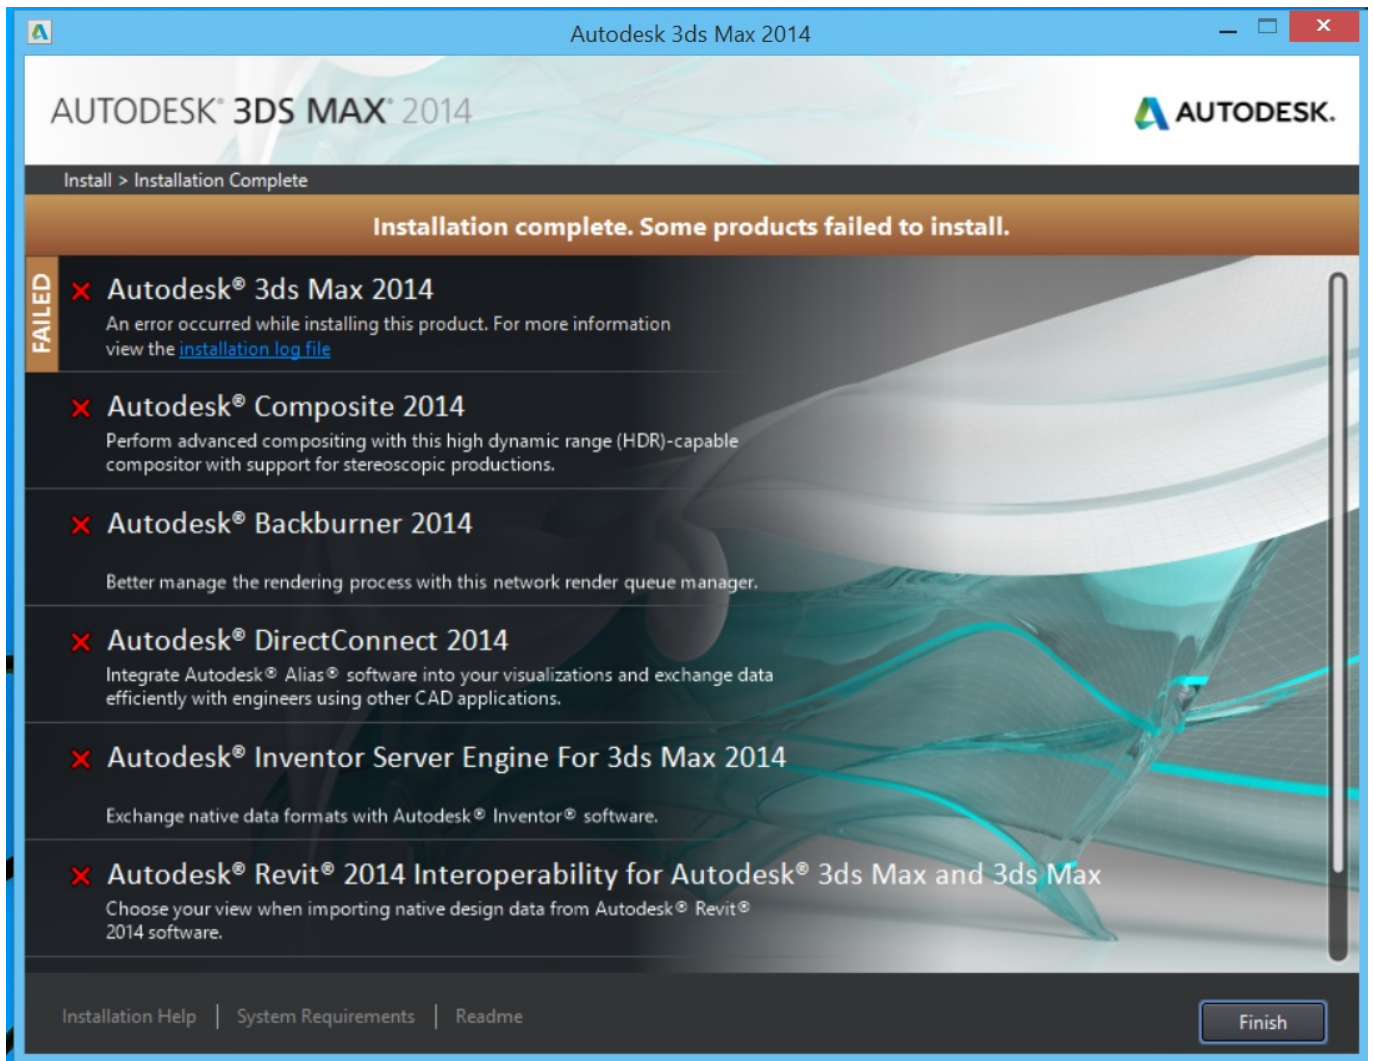 Autodesk 3ds Max 2014
AUTODESK® 3DS MAX® 2014
AUTODESK.
Install > Installation Complete
Installation complete. Some products failed to install.
FAILED
Autodesk® 3ds Max 2014
An error occurred while installing this product. For more information
view the installation log file
Autodesk® Composite 2014
Perform advanced compositing with this high dynamic range (HDR)-capable
compositor with support for stereoscopic productions.
Autodesk® Backburner 2014
Better manage the rendering process with this network render queue manager.
Autodesk® DirectConnect 2014
Integrate Autodesk® Alias® software into your visualizations and exchange data
efficiently with engineers using other CAD applications.
Autodesk® Inventor Server Engine For 3ds Max 2014
Exchange native data formats with Autodesk® Inventor® software.
Autodesk® Revit® 2014 Interoperability for Autodesk® 3ds Max and 3ds Max
Choose your view when importing native design data from Autodesk® Revit®
2014 software.
Installation Help | System Requirements | Readme
Finish